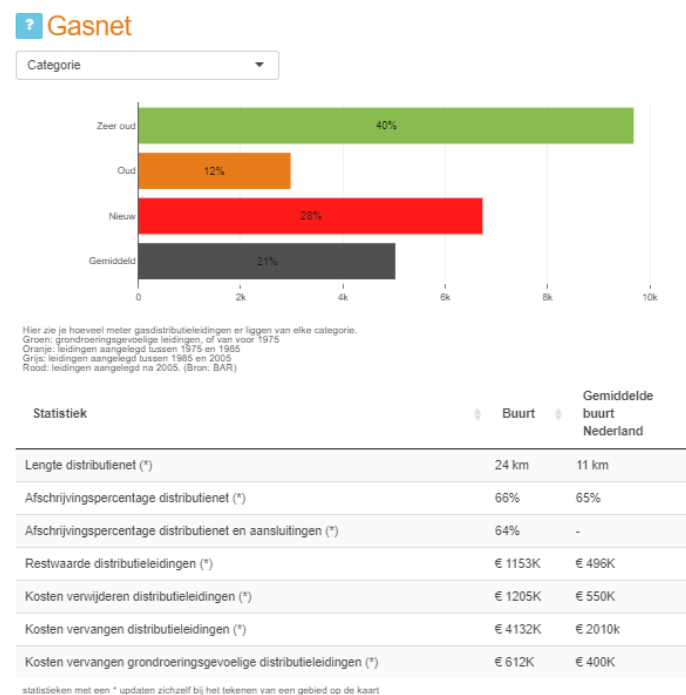 ? Gasnet
Categorie
Zeer oud 40%
Oud 12%
Nieuw 28%
Gemiddeld 21%
0 2k 4k 6k 8k 10k
Hier zie je hoeveel meter gasdistributieleidingen er liggen van elke categorie.
Groen: grondroeringsgevoelige leidingen, of van voor 1975
Oranje: leidingen aangelegd tussen 1975 en 1985
Grijs: leidingen aangelegd tussen 1985 en 2005
Rood: leidingen aangelegd na 2005. (Bron: BAR)
Statistiek Buurt Gemiddelde
buurt
Nederland
Lengte distributienet (*) 24 km 11 km
Afschrijvingspercentage distributienet (*) 66% 65%
Afschrijvingspercentage distributienet en aansluitingen (*) 64% -
Restwaarde distributieleidingen (*) € 1153K € 496K
Kosten verwijderen distributieleidingen (*) € 1205K € 550K
Kosten vervangen distributieleidingen (*) € 4132K € 2010k
Kosten vervangen grondroeringsgevoelige distributieleidingen (*) € 612K € 400K
statistieken met een * updaten zichzelf bij het tekenen van een gebied op de kaart